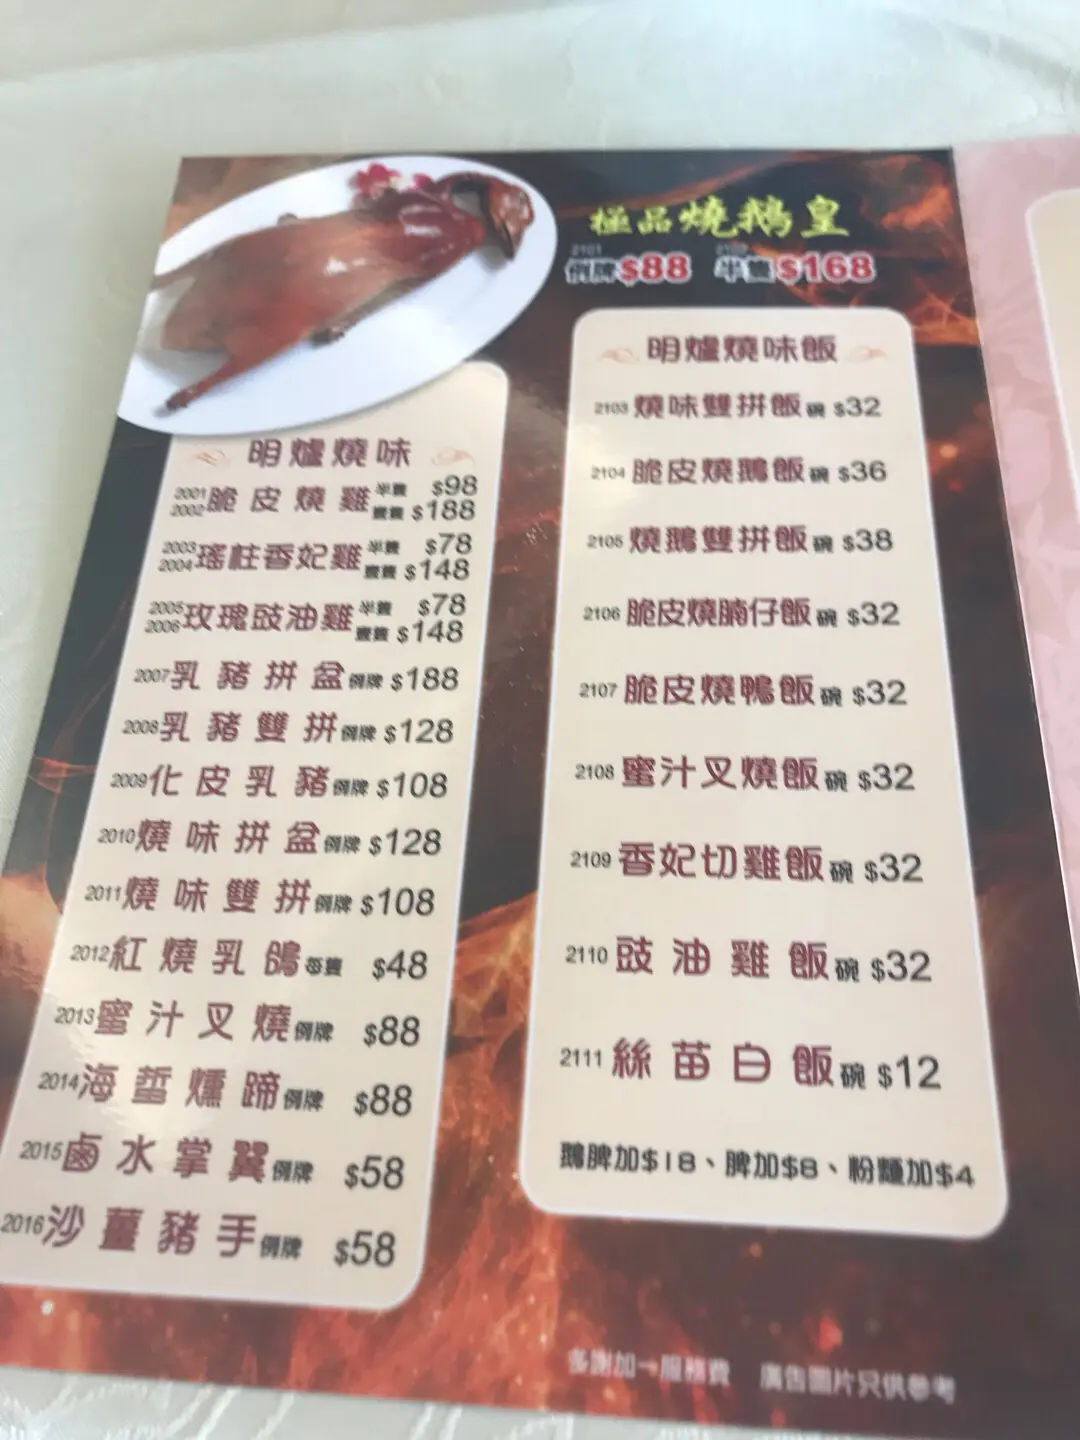 極品燒鵝皇
2101 例牌$88 半隻$168
明爐燒味
2001 脆皮燒雞 半隻 $98
2002 壹隻 $188
2003 瑤柱香妃雞 半隻 $78
2004 壹隻 $148
2005 玫瑰豉油雞 半隻 $78
2006 壹隻 $148
2007 乳豬拼盆 例牌 $188
2008 乳豬雙拼 例牌 $128
2009 化皮乳豬 例牌 $108
2010 燒味拼盆 例牌 $128
2011 燒味雙拼 例牌 $108
2012 紅燒乳鴿 每隻 $48
2013 蜜汁叉燒 例牌 $88
2014 海蜇燻蹄 例牌 $88
2015 鹵水掌翼 例牌 $58
2016 沙薑豬手 例牌 $58
明爐燒味飯
2103 燒味雙拼飯 碗 $32
2104 脆皮燒鵝飯 碗 $36
2105 燒鵝雙拼飯 碗 $38
2106 脆皮燒腩仔飯 碗 $32
2107 脆皮燒鴨飯 碗 $32
2108 蜜汁叉燒飯 碗 $32
2109 香妃切雞飯 碗 $32
2110 豉油雞飯 碗 $32
2111 絲苗白飯 碗 $12
鵝脾加$18、脾加$8、粉麵加$4
多謝加一服務費 廣告圖片只供參考